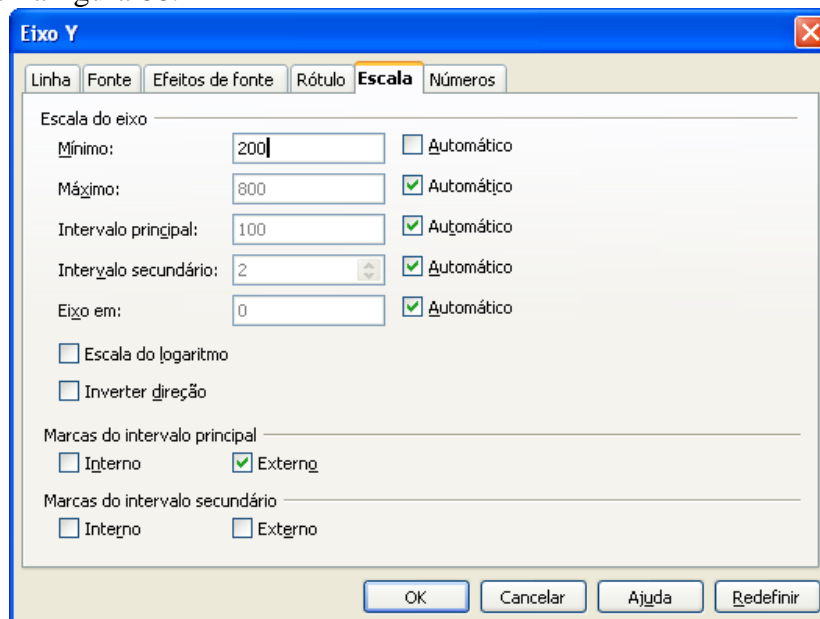 Eixo Y
Linha Fonte Efeitos de fonte Rótulo Escala Números
Escala do eixo
Mínimo: 200 Automático
Máximo: 800 Automático
Intervalo principal: 100 Automático
Intervalo secundário: 2 Automático
Eixo em: 0 Automático
Escala do logaritmo
Inverter direção
Marcas do intervalo principal
Interno Externo
Marcas do intervalo secundário
Interno Externo
OK Cancelar Ajuda Redefinir